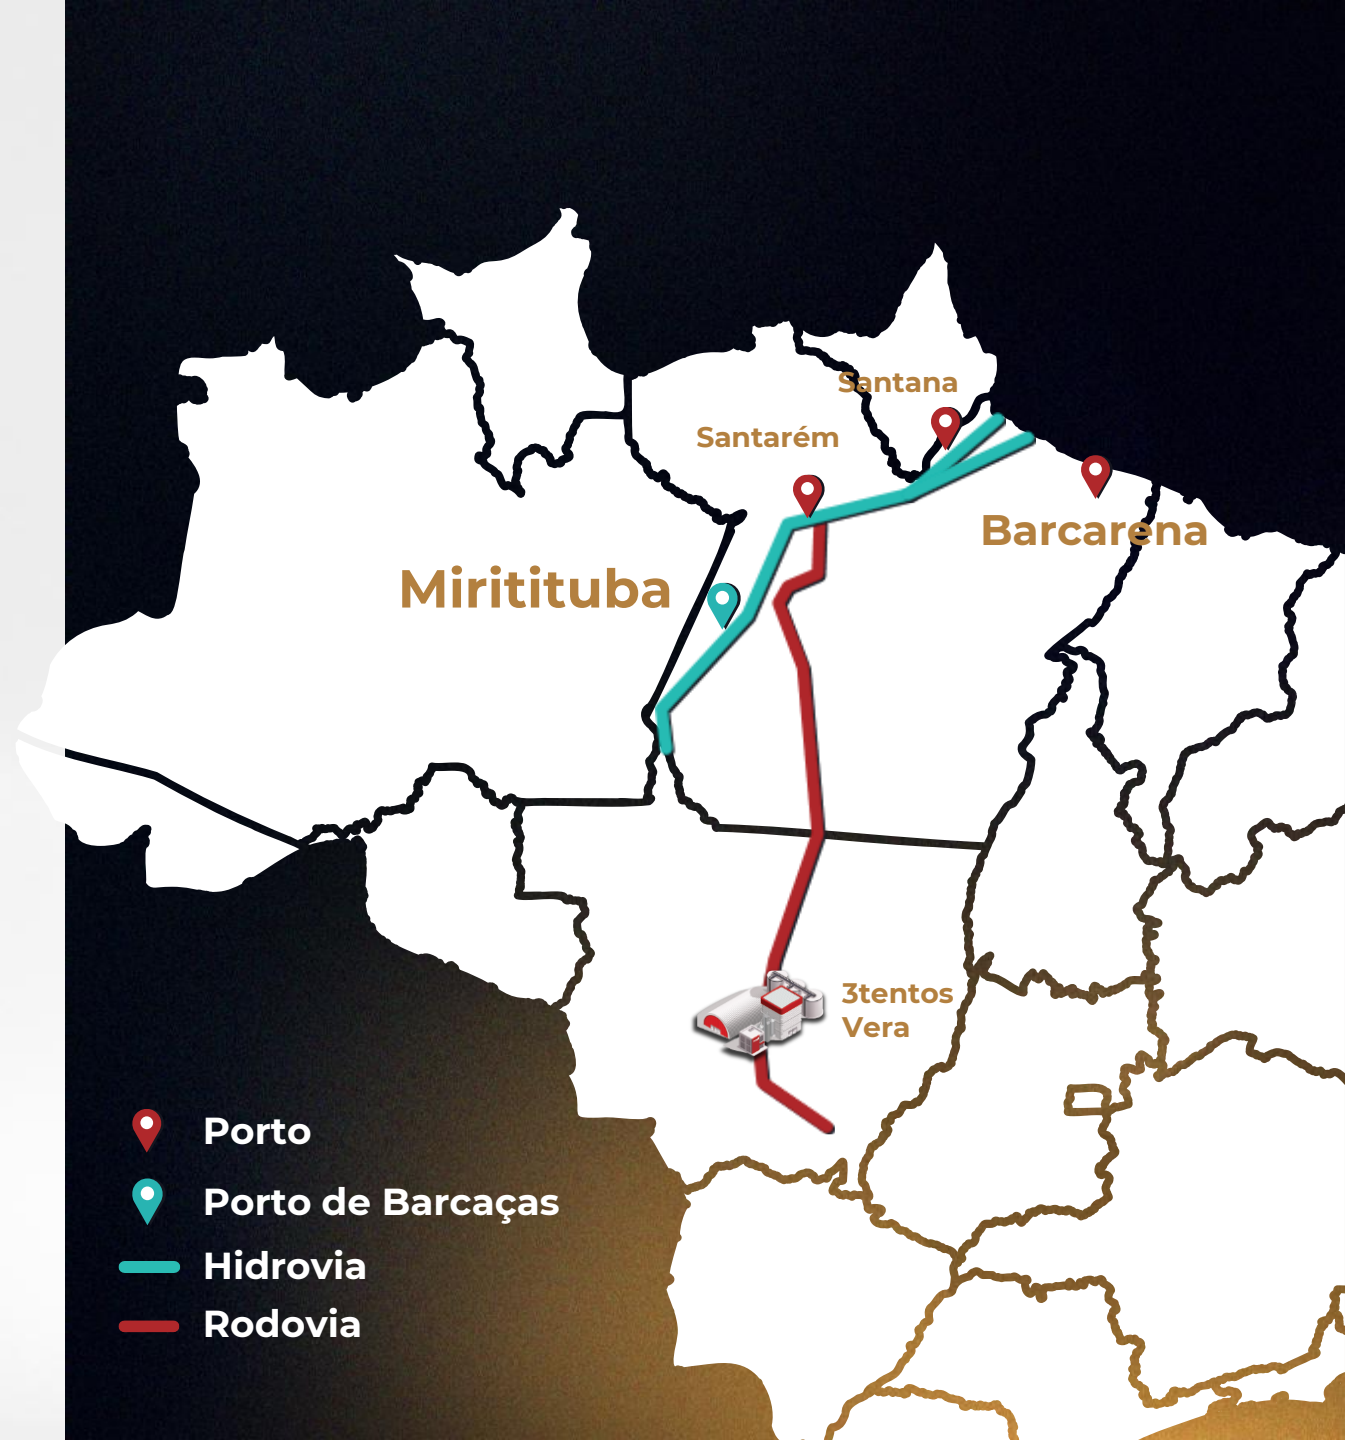 Santana
Santarém
Barcarena
Miritituba
3tentos
Vera
Porto
Porto de Barcaças
Hidrovia
Rodovia